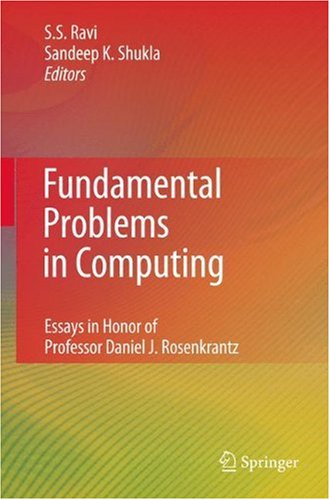 S.S. Ravi
Sandeep K. Shukla
Editors
Fundamental
Problems
in Computing
Essays in Honor of
Professor Daniel J. Rosenkrantz
Springer